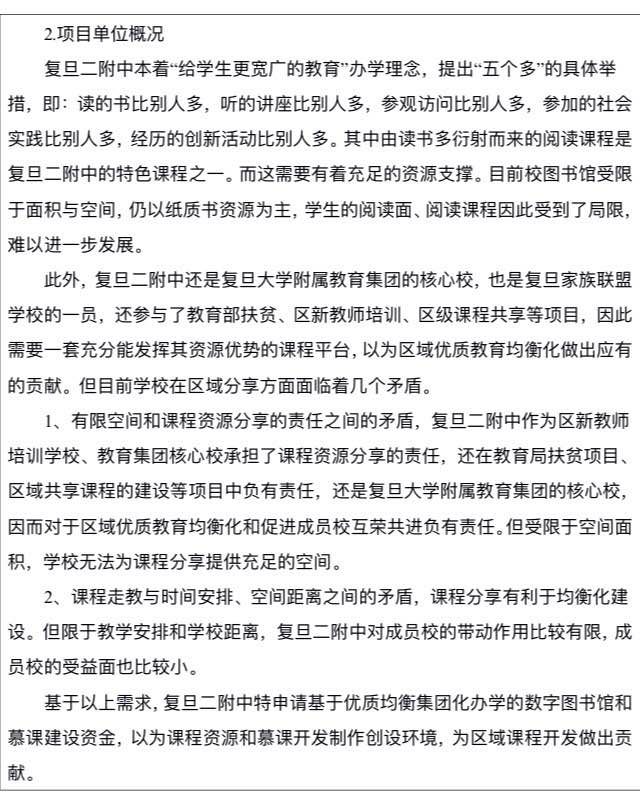 2.项目单位概况
复旦二附中本着“给学生更宽广的教育”办学理念，提出“五个多”的具体举
措，即：读的书比别人多，听的讲座比别人多，参观访问比别人多，参加的社会
实践比别人多，经历的创新活动比别人多。其中由读书多衍射而来的阅读课程是
复旦二附中的特色课程之一。而这需要有着充足的资源支撑。目前校图书馆受限
于面积与空间，仍以纸质书资源为主，学生的阅读面、阅读课程因此受到了局限，
难以进一步发展。
此外，复旦二附中还是复旦大学附属教育集团的核心校，也是复旦家族联盟
学校的一员，还参与了教育部扶贫、区新教师培训、区级课程共享等项目，因此
需要一套充分能发挥其资源优势的课程平台，以为区域优质教育均衡化做出应有
的贡献。但目前学校在区域分享方面面临着几个矛盾。
1、有限空间和课程资源分享的责任之间的矛盾，复旦二附中作为区新教师
培训学校、教育集团核心校承担了课程资源分享的责任，还在教育局扶贫项目、
区域共享课程的建设等项目中负有责任，还是复旦大学附属教育集团的核心校，
因而对于区域优质教育均衡化和促进成员校互荣共进负有责任。但受限于空间面
积，学校无法为课程分享提供充足的空间。
2、课程走教与时间安排、空间距离之间的矛盾，课程分享有利于均衡化建
设。但限于教学安排和学校距离，复旦二附中对成员校的带动作用比较有限，成
员校的受益面也比较小。
基于以上需求，复旦二附中特申请基于优质均衡集团化办学的数字图书馆和
慕课建设资金，以为课程资源和慕课开发制作创设环境，为区域课程开发做出贡
献。